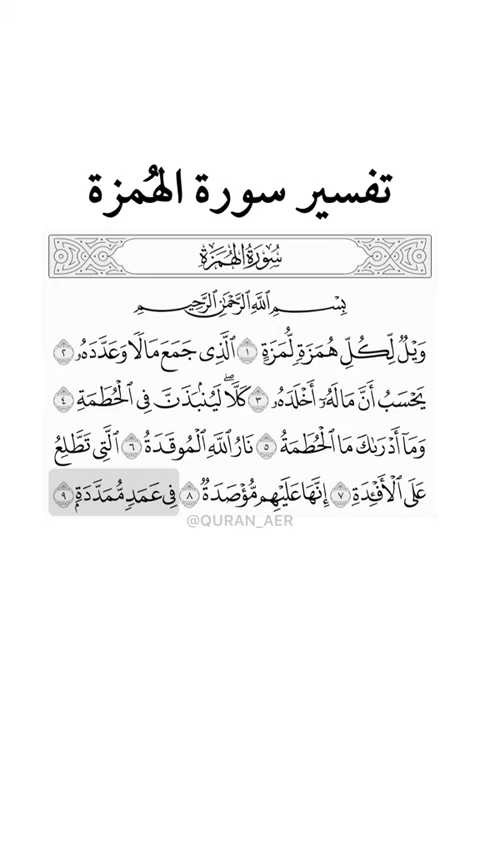 تفسير سورة الهُمزة
سُورَةُ الهُمَزَةِ
بِسۡمِ ٱللَّهِ ٱلرَّحۡمَٰنِ ٱلرَّحِيمِ
وَيۡلٞ لِّكُلِّ هُمَزَةٖ لُّمَزَةٍ ١ ٱلَّذِي جَمَعَ مَالٗا وَعَدَّدَهُۥ ٢
يَحۡسَبُ أَنَّ مَالَهُۥٓ أَخۡلَدَهُۥ ٣ كَلَّاۖ لَيُنۢبَذَنَّ فِي ٱلۡحُطَمَةِ ٤
وَمَآ أَدۡرَىٰكَ مَا ٱلۡحُطَمَةُ ٥ نَارُ ٱللَّهِ ٱلۡمُوقَدَةُ ٦ ٱلَّتِي تَطَّلِعُ
عَلَى ٱلۡأَفۡـِٔدَةِ ٧ إِنَّهَا عَلَيۡهِم مُّؤۡصَدَةٞ ٨ فِي عَمَدٖ مُّمَدَّدَةِۭ ٩
@QURAN_AER